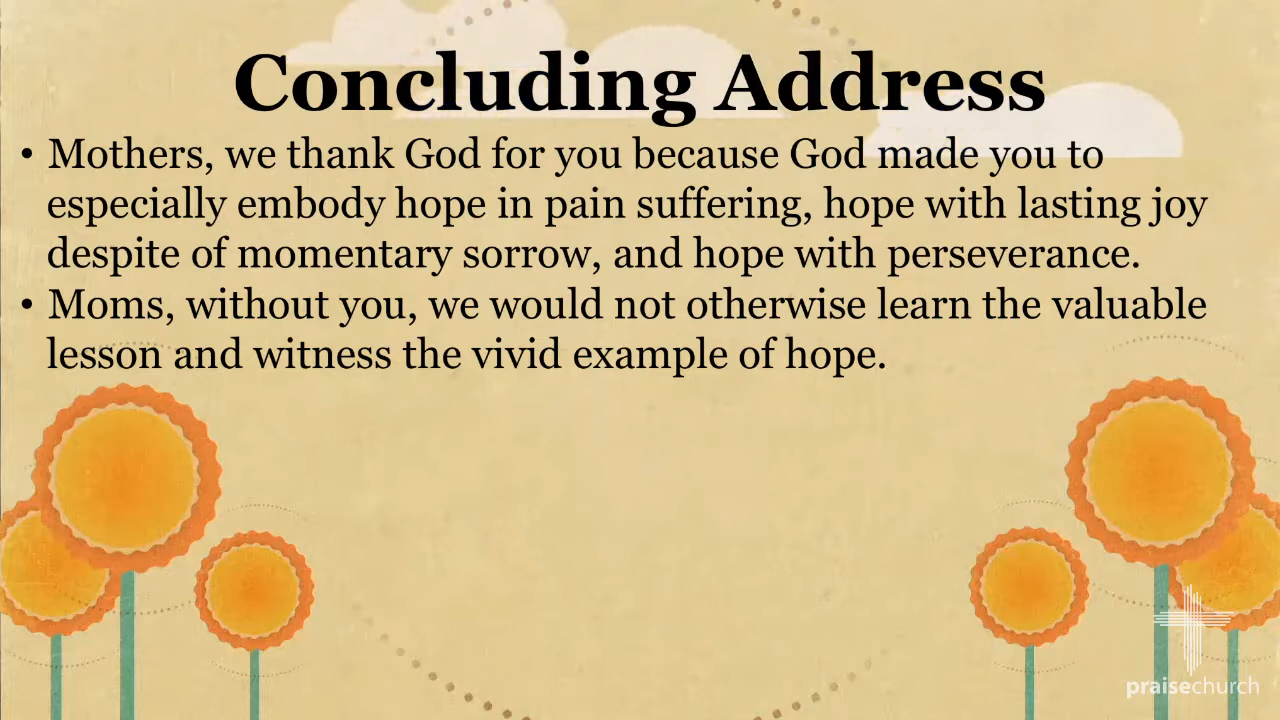 Concluding Address
• Mothers, we thank God for you because God made you to
especially embody hope in pain suffering, hope with lasting joy
despite of momentary sorrow, and hope with perseverance.
• Moms, without you, we would not otherwise learn the valuable
lesson and witness the vivid example of hope.
praisechurch